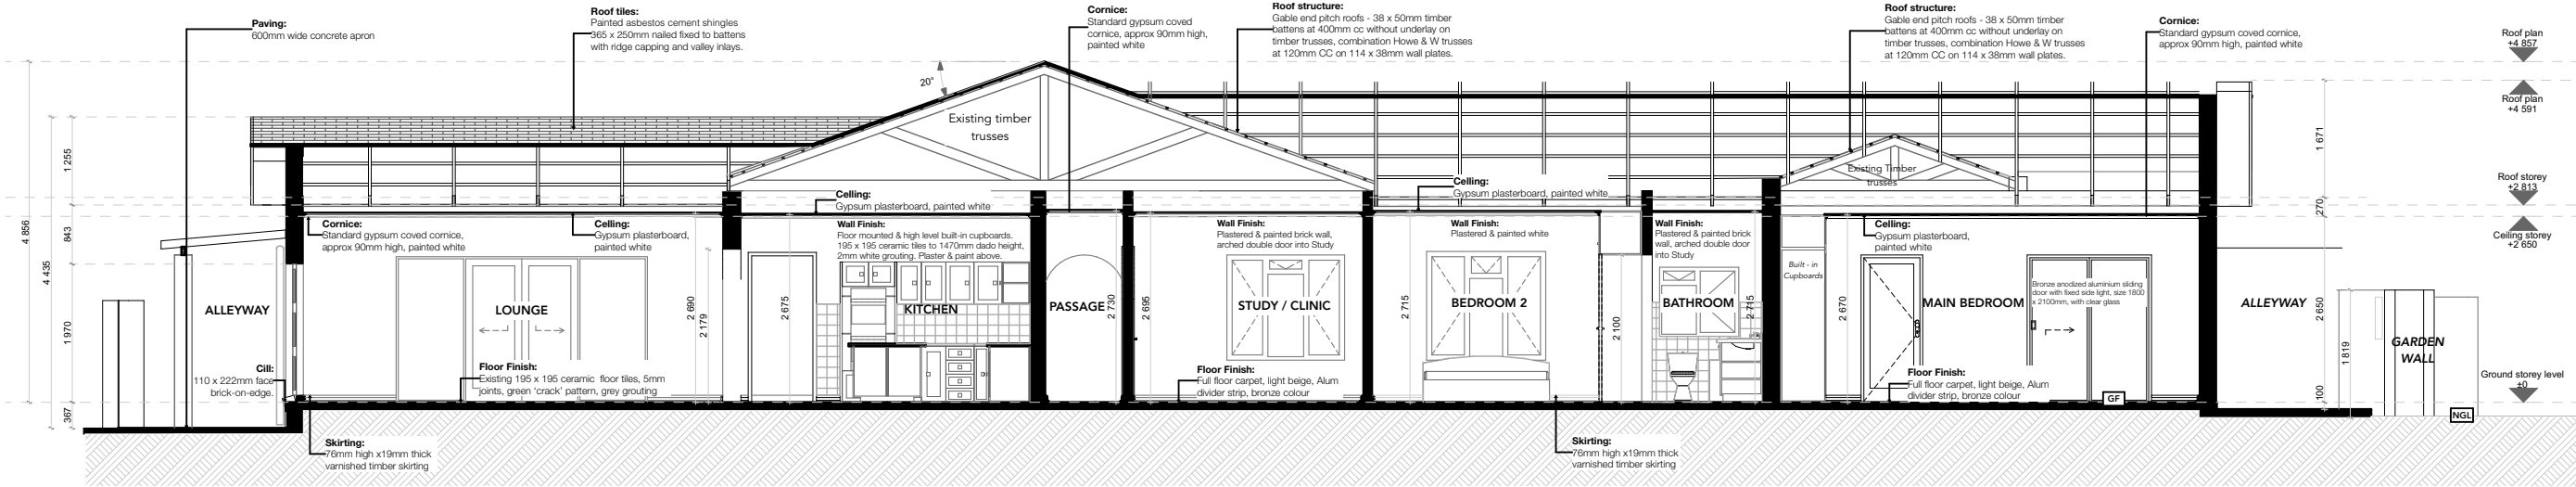 Paving:
600mm wide concrete apron
Roof tiles:
Painted asbestos cement shingles
365 x 250mm nailed fixed to battens
with ridge capping and valley inlays.
Cornice:
Standard gypsum coved
cornice, approx 90mm high,
painted white
Roof structure:
Gable end pitch roofs - 38 x 50mm timber
battens at 400mm cc without underlay on
timber trusses, combination Howe & W trusses
at 120mm CC on 114 x 38mm wall plates.
Roof structure:
Gable end pitch roofs - 38 x 50mm timber
battens at 400mm cc without underlay on
timber trusses, combination Howe & W trusses
at 120mm CC on 114 x 38mm wall plates.
Cornice:
Standard gypsum coved cornice,
approx 90mm high, painted white
Roof plan
+4 857
Roof plan
+4 591
Roof storey
+2 813
Ceiling storey
+2 650
Ground storey level
±0
20°
Existing timber
trusses
Existing Timber
trusses
4 856
4 435
1 255
843
1 970
367
Cornice:
Standard gypsum coved cornice,
approx 90mm high, painted white
Celling:
Gypsum plasterboard,
painted white
Celling:
Gypsum plasterboard, painted white
Wall Finish:
Floor mounted & high level built-in cupboards.
195 x 195 ceramic tiles to 1470mm dado height,
2mm white grouting. Plaster & paint above.
Wall Finish:
Plastered & painted brick wall,
arched double door into Study
Celling:
Gypsum plasterboard, painted white
Wall Finish:
Plastered & painted white
Wall Finish:
Plastered & painted brick
wall, arched double door
into Study
Celling:
Gypsum plasterboard,
painted white
Built - in
Cupboards
Bronze anodized aluminium sliding
door with fixed side light, size 1800
x 2100mm, with clear glass
ALLEYWAY
LOUNGE
2 690
2 179
2 675
KITCHEN
PASSAGE
2 730
2 695
STUDY / CLINIC
2 715
BEDROOM 2
2 100
BATHROOM
2 715
2 670
MAIN BEDROOM
ALLEYWAY
1 671
270
2 650
100
1 819
GARDEN
WALL
Cill:
110 x 222mm face
brick-on-edge.
Floor Finish:
Existing 195 x 195 ceramic floor tiles, 5mm
joints, green ‘crack’ pattern, grey grouting
Floor Finish:
Full floor carpet, light beige, Alum
divider strip, bronze colour
Floor Finish:
Full floor carpet, light beige, Alum
divider strip, bronze colour
GF
NGL
Skirting:
76mm high x19mm thick
varnished timber skirting
Skirting:
76mm high x19mm thick
varnished timber skirting